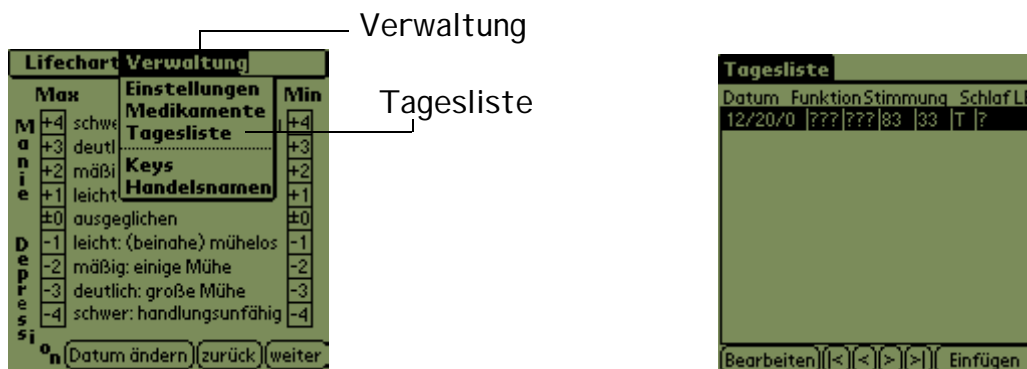 Verwaltung
Tagesliste
Lifechart Verwaltung
Einstellungen
Medikamente
Tagesliste
Keys
Handelsnamen
Max Min
Manie
Depression
+4 schwe +4
+3 deutl +3
+2 mäßi +2
+1 leicht +1
±0 ausgeglichen ±0
-1 leicht: (beinahe) mühelos -1
-2 mäßig: einige Mühe -2
-3 deutlich: große Mühe -3
-4 schwer: handlungsunfähig -4
Datum ändern zurück weiter
Tagesliste
Datum Funktion Stimmung Schlaf LE
12/20/0 ??? ??? 83 33 T ?
Bearbeiten |< < > >| Einfügen